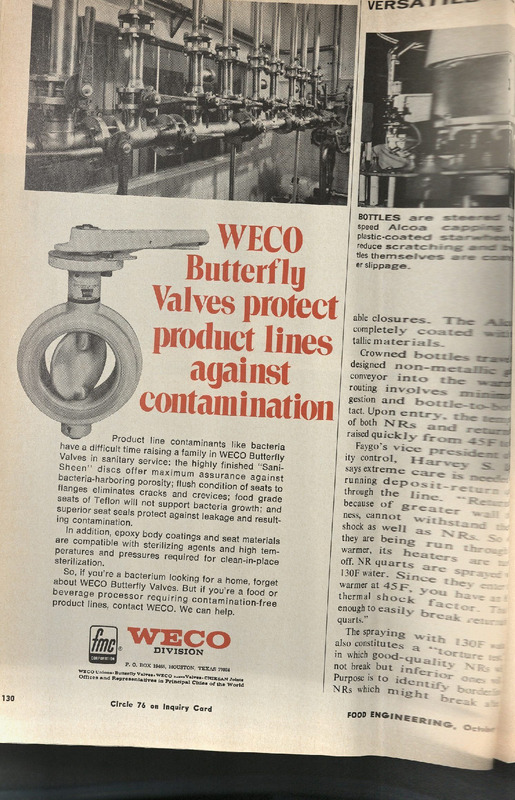 WECO
Butterfly
Valves protect
product lines
against
contamination
Product line contaminants like bacteria
have a difficult time raising a family in WECO Butterfly
Valves in sanitary service; the highly finished "Sani-
Sheen" discs offer maximum assurance against
bacteria-harboring porosity; flush condition of seats to
flanges eliminates cracks and crevices; food grade
seats of Teflon will not support bacteria growth; and
superior seat seals protect against leakage and result-
ing contamination.
In addition, epoxy body coatings and seat materials
are compatible with sterilizing agents and high tem-
peratures and pressures required for clean-in-place
sterilization.
So, if you're a bacterium looking for a home, forget
about WECO Butterfly Valves. But if you're a food or
beverage processor requiring contamination-free
product lines, contact WECO. We can help.
fmc
CORPORATION
®
WECO
DIVISION
P. O. BOX HOUSTON, TEXAS
WECO Butterfly Valves · WECO Valves · CHIKSAN Joints
Offices and Representatives in Principal Cities of the World
130
Circle 76 on Inquiry Card
BOTTLES are steered
speed Alcoa capping
plastic-coated
reduce scratching and
tles themselves are
er slippage.
able closures. The
completely coated
tallic materials.
Crowned bottles
designed non-metallic
conveyor into the
routing involves
gestion and
tact. Upon entry, the
of both NRs and
raised quickly from 45F
Faygo's vice president
ity control, Harvey S.
says extreme care is
running deposit-return
through the line.
because of greater wall
ness, cannot withstand
shock as well as NRs. So
they are being run
warmer, its heaters are
off. NR quarts are sprayed
130F water. Since they
warmer at 45F, you have
thermal shock factor.
enough to easily break
quarts."
The spraying with 130F
also constitutes a "torture
in which good-quality NRs
not break but inferior ones
Purpose is to identify
NRs which might break
FOOD ENGINEERING,